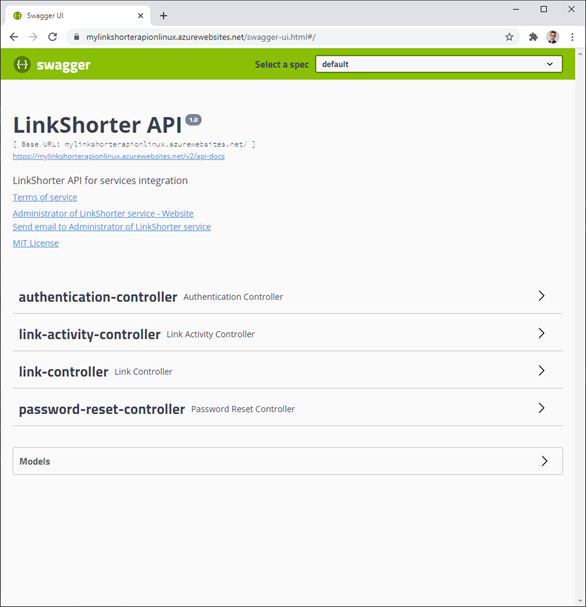 Swagger UI
mylinkshorterapionlinux.azurewebsites.net/swagger-ui.html#/
swagger
Select a spec
default
LinkShorter API 1.0
[ Base URL: mylinkshorterapionlinux.azurewebsites.net/ ]
https://mylinkshorterapionlinux.azurewebsites.net/v2/api-docs
LinkShorter API for services integration
Terms of service
Administrator of LinkShorter service - Website
Send email to Administrator of LinkShorter service
MIT License
authentication-controller Authentication Controller
link-activity-controller Link Activity Controller
link-controller Link Controller
password-reset-controller Password Reset Controller
Models